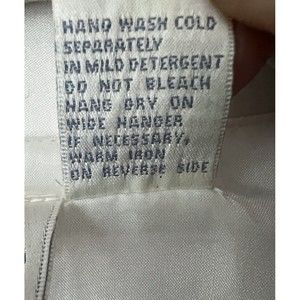 HAND WASH COLD
SEPARATELY
IN MILD DETERGENT
DO NOT BLEACH
HANG DRY ON
WIDE HANGER
IF NECESSARY,
WARM IRON
ON REVERSE SIDE